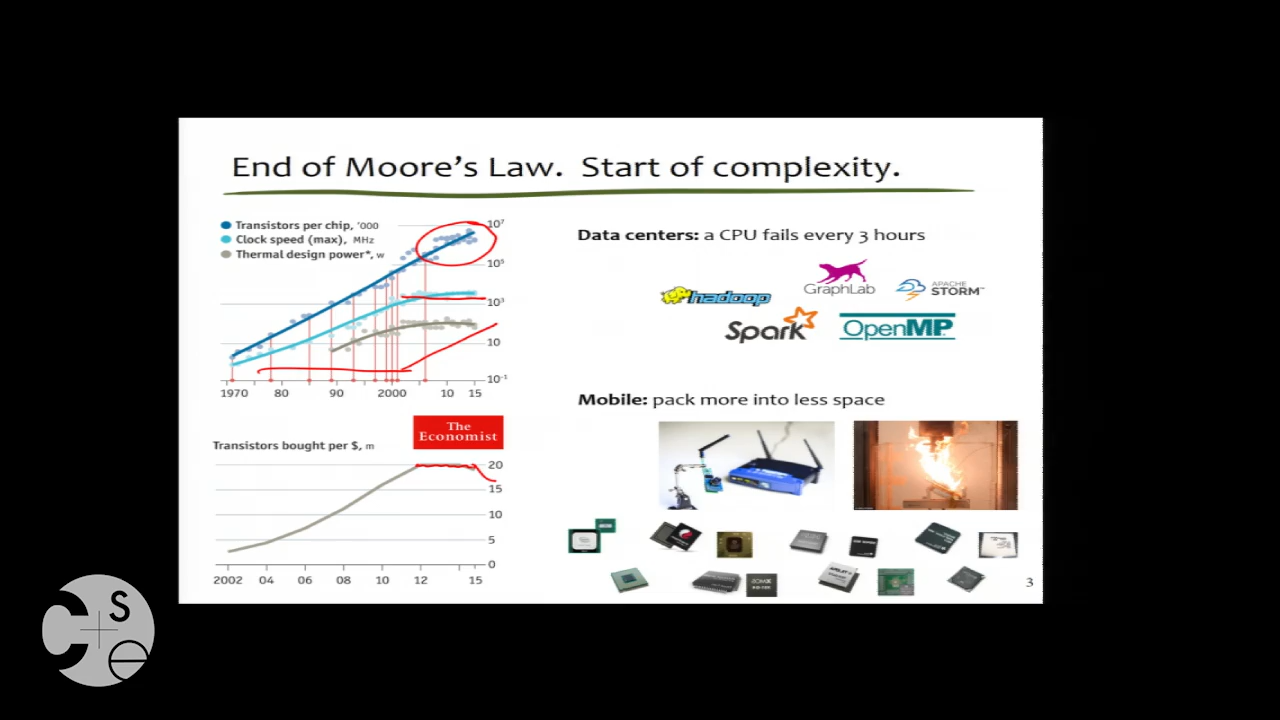 End of Moore's Law. Start of complexity.
Transistors per chip, '000
Clock speed (max), MHz
Thermal design power*, w
10⁷
10⁵
10³
10
10⁻¹
1970 80 90 2000 10 15
The
Economist
Transistors bought per $, m
20
15
10
5
0
2002 04 06 08 10 12 15
Data centers: a CPU fails every 3 hours
hadoop
GraphLab
APACHE
STORM™
Spark
OpenMP
Mobile: pack more into less space
3
C S e